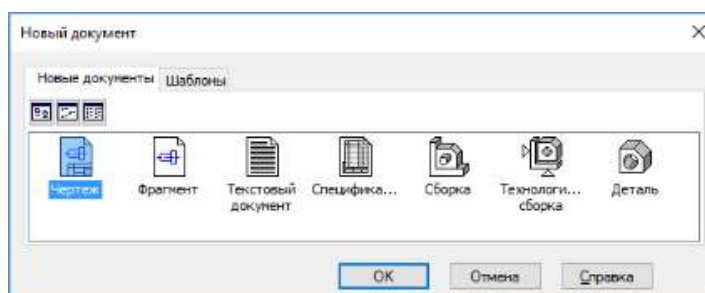 Новый документ
Новые документы Шаблоны
Чертеж Фрагмент Текстовый документ Специфика... Сборка Технологи... сборка Деталь
OK Отмена Справка